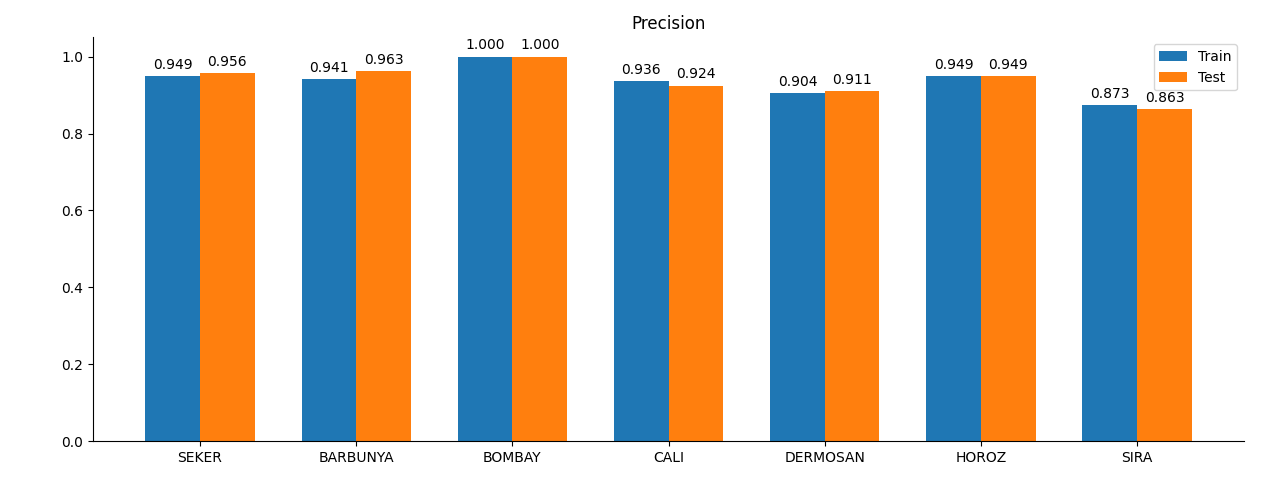 Precision
Train
Test
0.949 0.956 0.941 0.963 1.000 1.000 0.936 0.924 0.904 0.911 0.949 0.949 0.873 0.863
1.0
0.8
0.6
0.4
0.2
0.0
SEKER BARBUNYA BOMBAY CALI DERMOSAN HOROZ SIRA